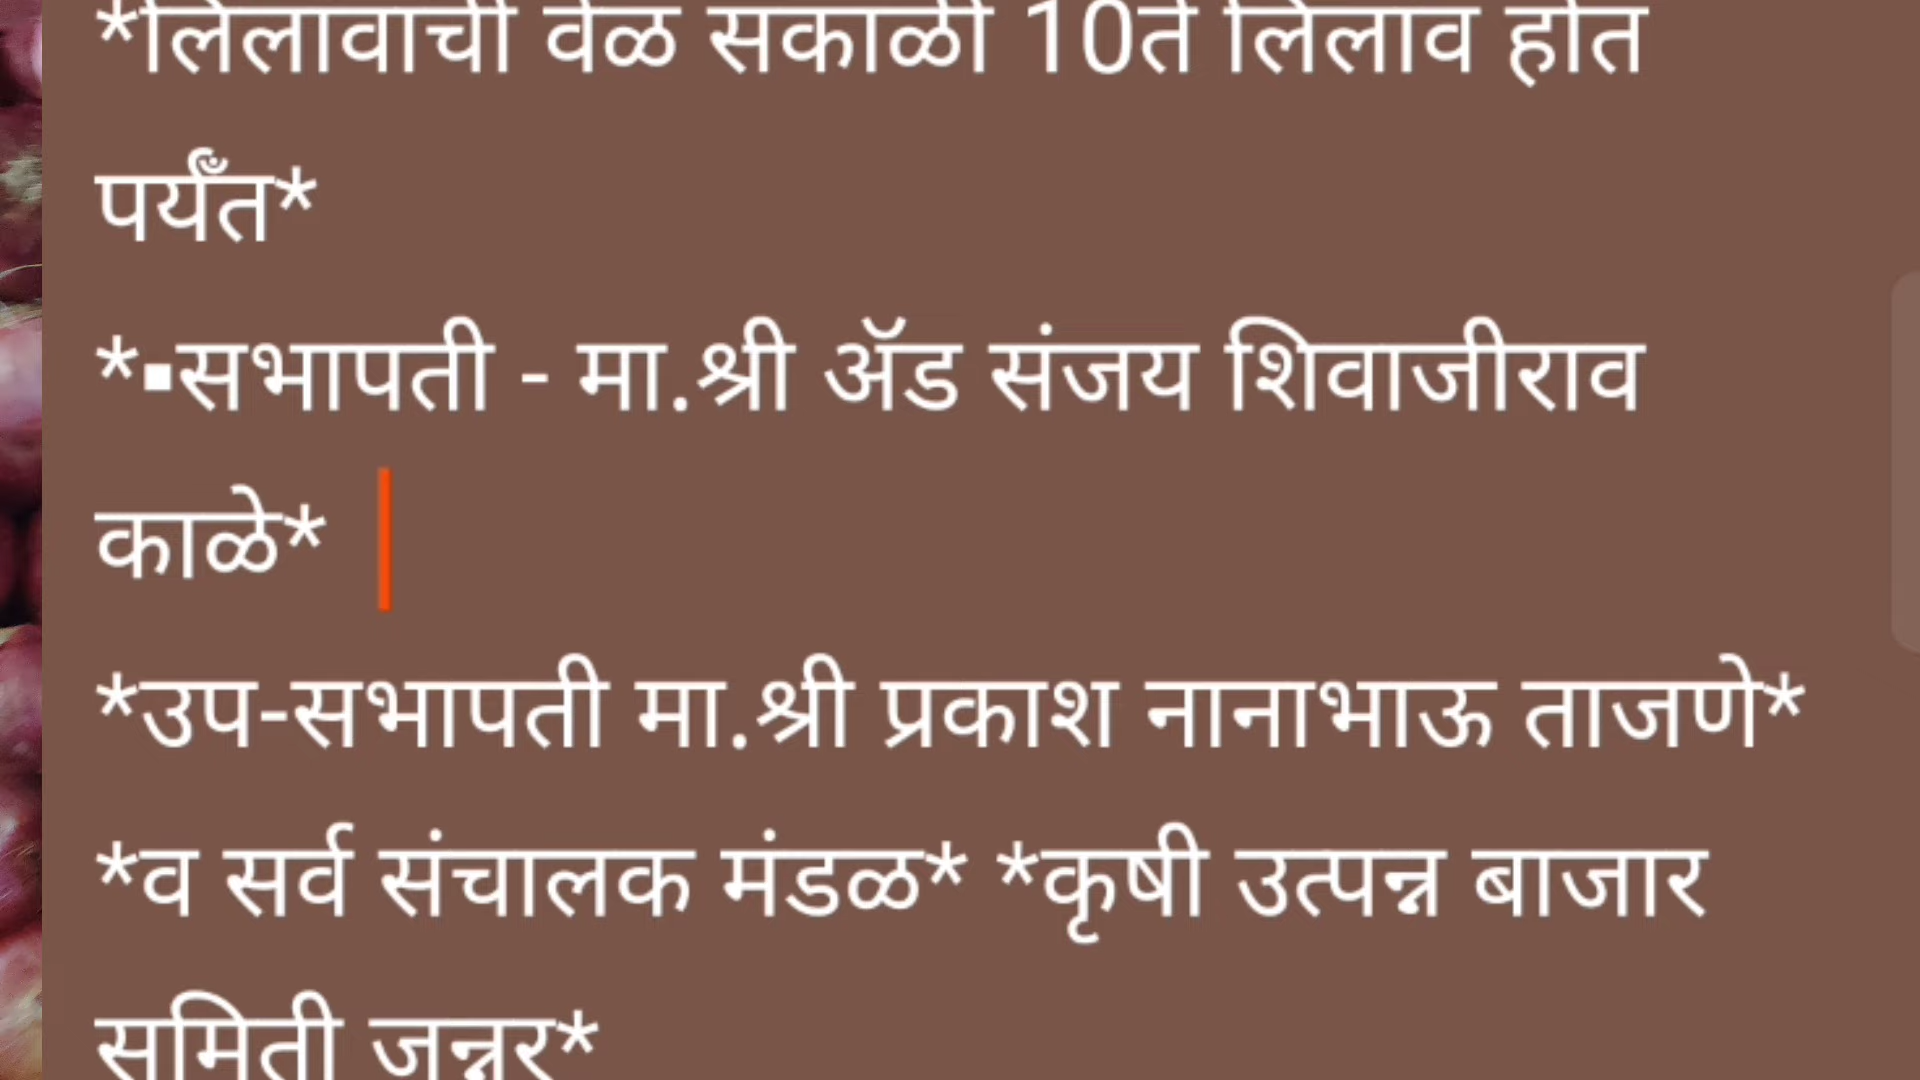 *लिलावाची वेळ सकाळी 10ते लिलाव होत
पर्यँत*
*▪सभापती - मा.श्री ॲड संजय शिवाजीराव
काळे*
*उप-सभापती मा.श्री प्रकाश नानाभाऊ ताजणे*
*व सर्व संचालक मंडळ* *कृषी उत्पन्न बाजार
समिती जुन्नर*